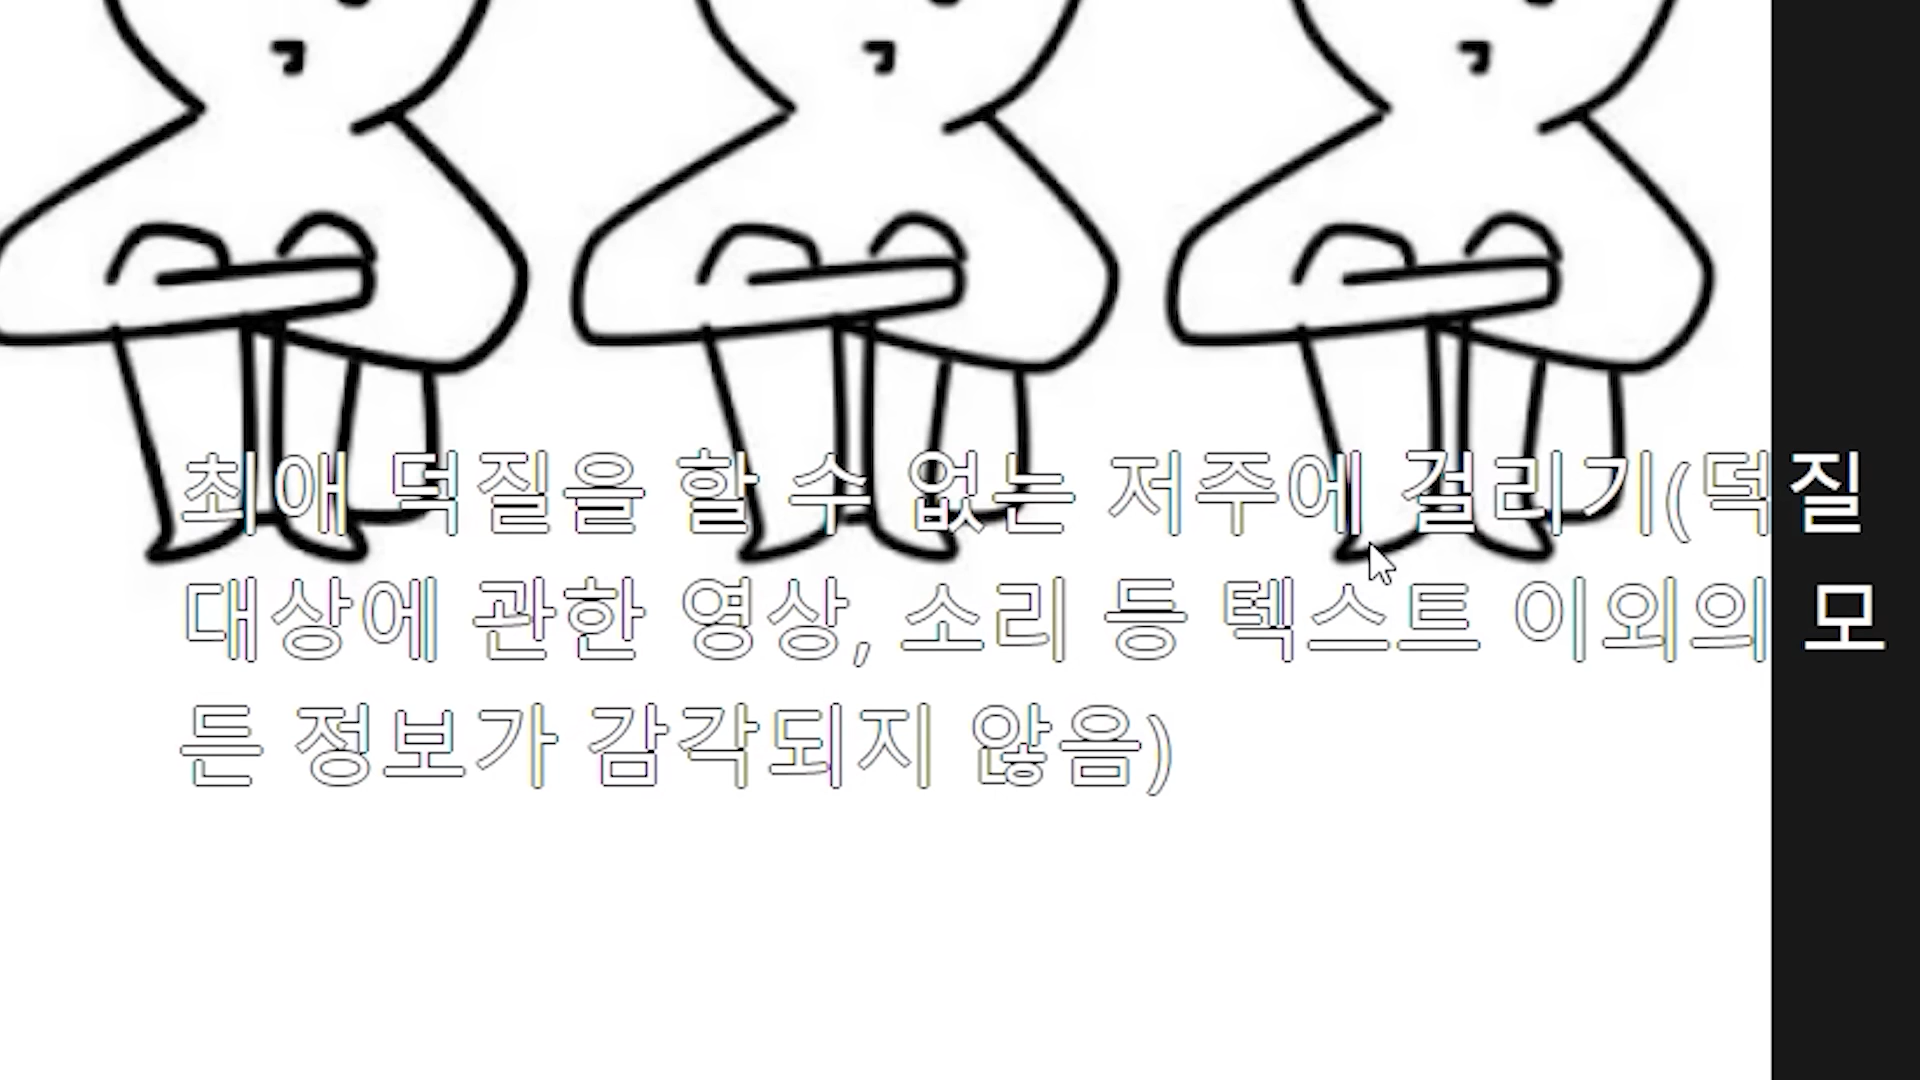 최애 덕질을 할 수 없는 저주에 걸리기(덕질
대상에 관한 영상, 소리 등 텍스트 이외의 모
든 정보가 감각되지 않음)